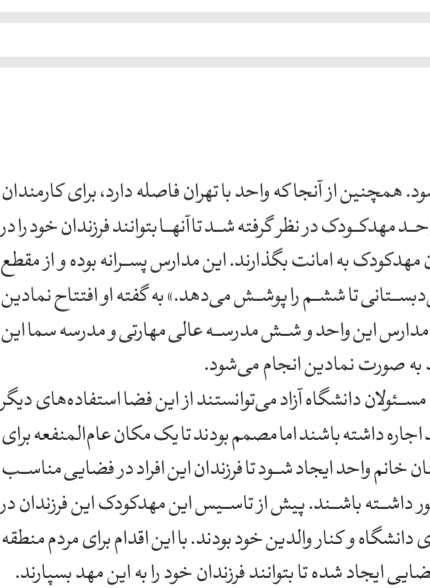 همچنین از آنجا که واحد با تهران فاصله دارد، برای کارمندان
مهدکودک در نظر گرفته شد تا آنها بتوانند فرزندان خود را در
مهدکودک به امانت بگذارند. این مدارس پسرانه بوده و از مقطع
دبستانی تا ششم را پوشش می‌دهد.» به گفته او افتتاح نمادین
مدارس این واحد و شش مدرسه عالی مهارتی و مدرسه سما این
به صورت نمادین انجام می‌شود.
مسئولان دانشگاه آزاد می‌توانستند از این فضا استفاده‌های دیگر
اجاره داشته باشند اما مصمم بودند تا یک مکان عام‌المنفعه برای
خانم واحد ایجاد شود تا فرزندان این افراد در فضایی مناسب
داشته باشند. پیش از تاسیس این مهدکودک این فرزندان در
دانشگاه و کنار والدین خود بودند. با این اقدام برای مردم منطقه
ایجاد شده تا بتوانند فرزندان خود را به این مهد بسپارند.